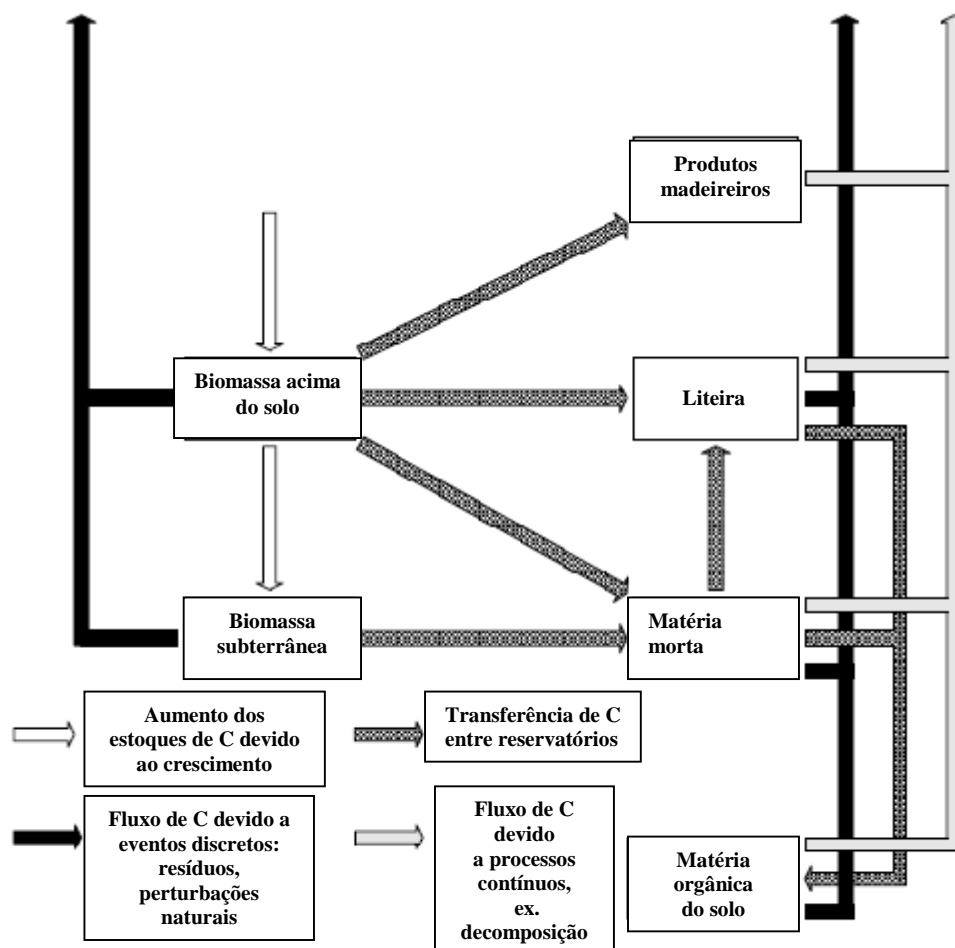 Produtos
madeireiros
Biomassa acima
do solo
Liteira
Biomassa
subterrânea
Matéria
morta
Aumento dos
estoques de C devido
ao crescimento
Transferência de C
entre reservatórios
Fluxo de C devido a
eventos discretos:
resíduos,
perturbações
naturais
Fluxo de C
devido
a processos
contínuos,
ex.
decomposição
Matéria
orgânica
do solo